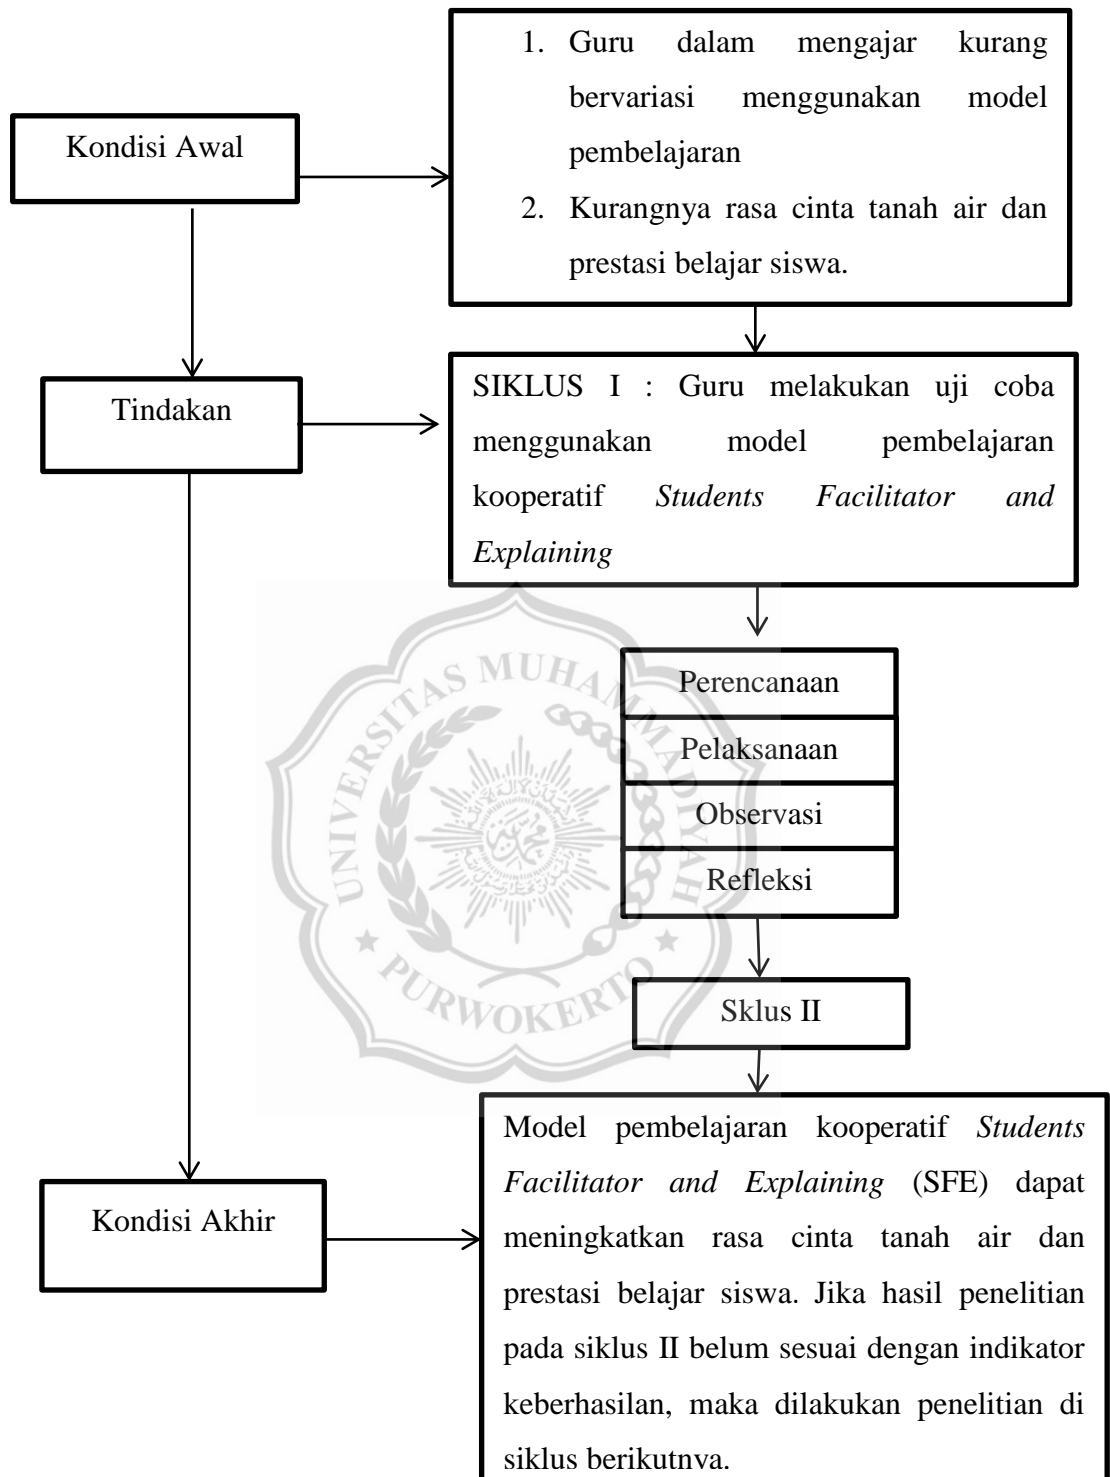 1. Guru dalam mengajar kurang
bervariasi menggunakan model
pembelajaran
2. Kurangnya rasa cinta tanah air dan
prestasi belajar siswa.
Kondisi Awal
SIKLUS I : Guru melakukan uji coba
menggunakan model pembelajaran
kooperatif Students Facilitator and
Explaining
Tindakan
Perencanaan
Pelaksanaan
Observasi
Refleksi
UNIVERSITAS MUHAMMADIYAH
PURWOKERTO
Sklus II
Model pembelajaran kooperatif Students
Facilitator and Explaining (SFE) dapat
meningkatkan rasa cinta tanah air dan
prestasi belajar siswa. Jika hasil penelitian
pada siklus II belum sesuai dengan indikator
keberhasilan, maka dilakukan penelitian di
siklus berikutnya.
Kondisi Akhir